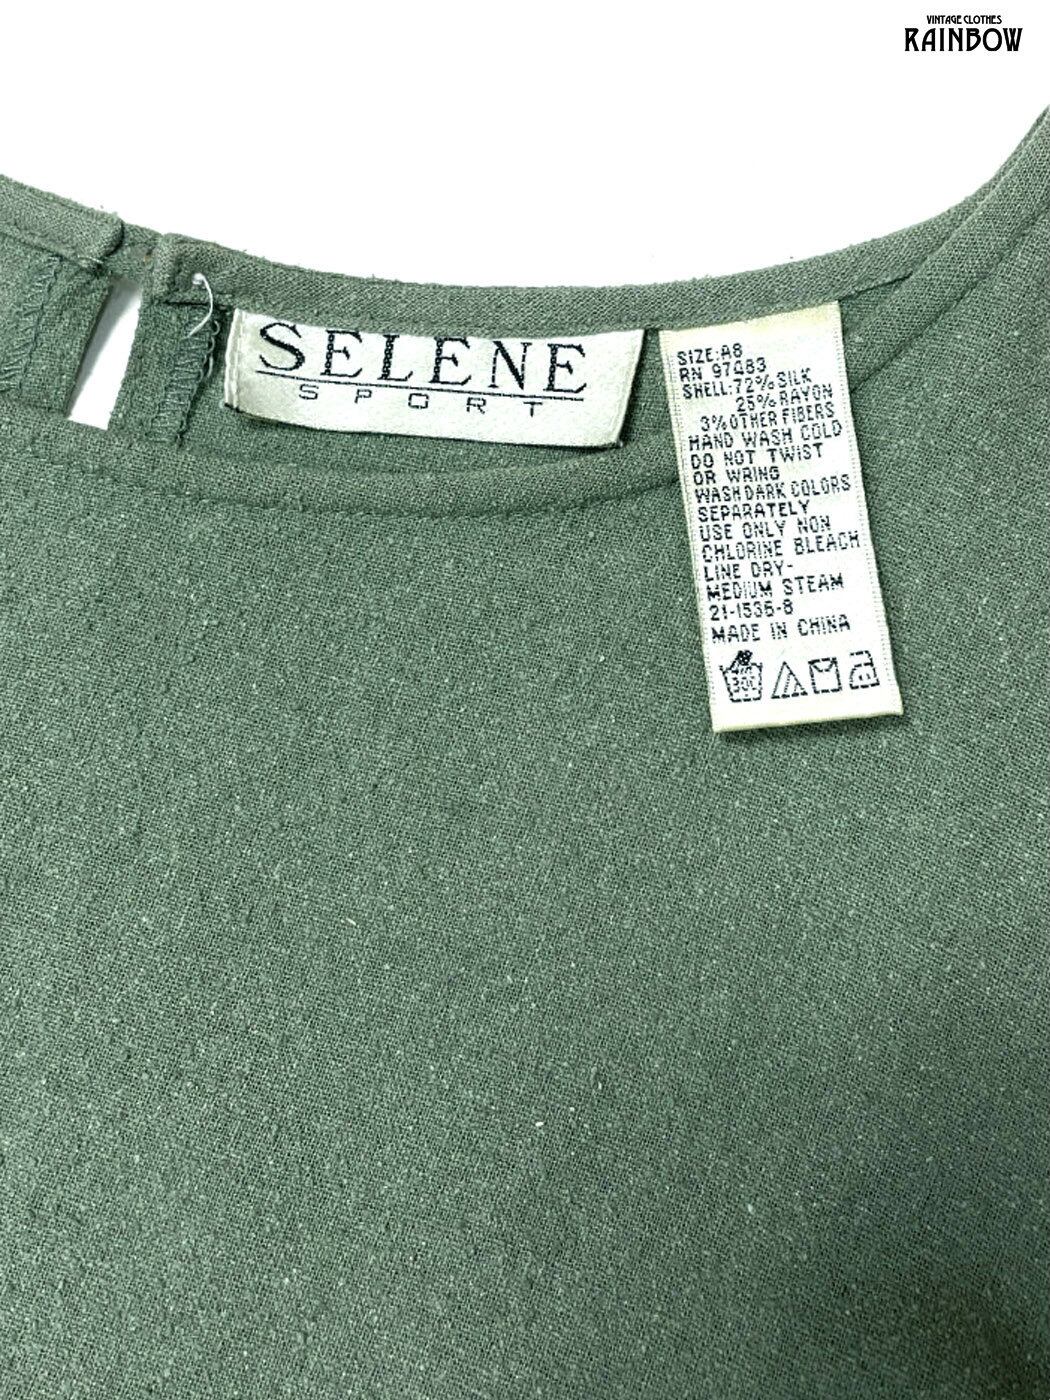 VINTAGE CLOTHES
RAINBOW
SELENE
SPORT
SIZE:A8
RN 97483
SHELL:72% SILK
25% RAYON
3% OTHER FIBERS
HAND WASH COLD
DO NOT TWIST
OR WRING
WASH DARK COLORS
SEPARATELY
USE ONLY NON
CHLORINE BLEACH
LINE DRY-
MEDIUM STEAM
21-1536-8
MADE IN CHINA